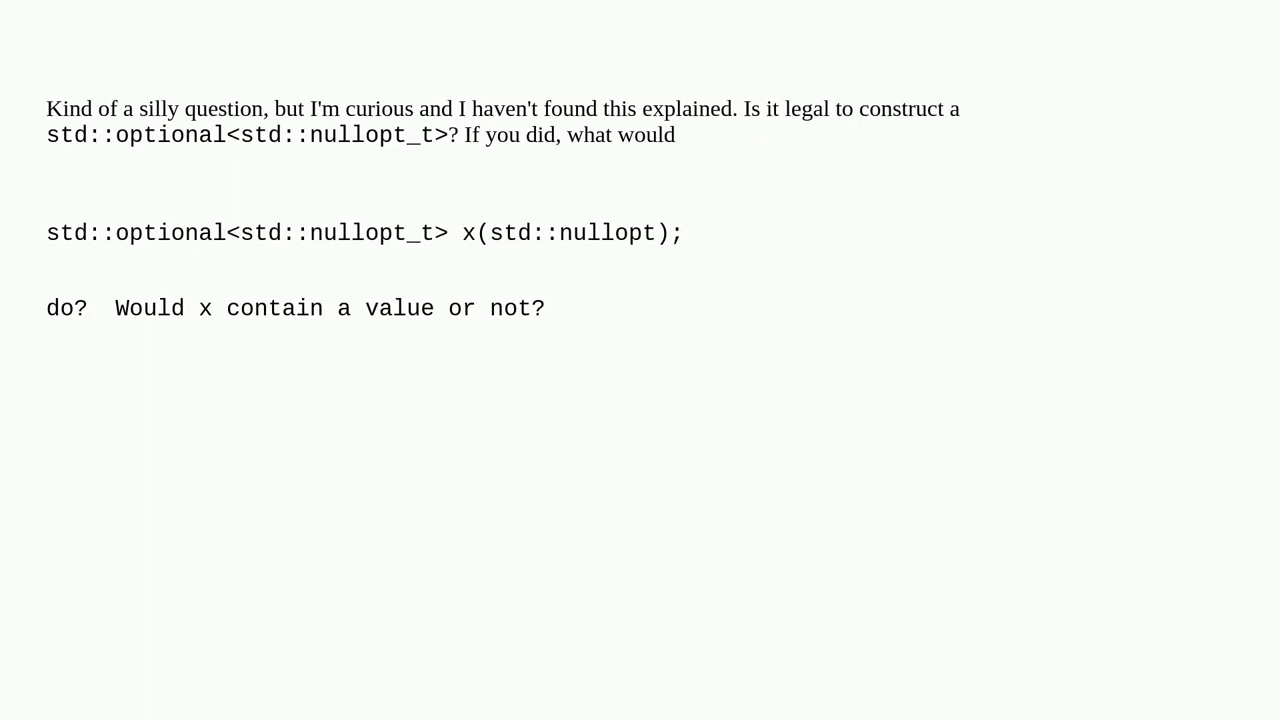 Kind of a silly question, but I'm curious and I haven't found this explained. Is it legal to construct a
std::optional<std::nullopt_t>? If you did, what would
std::optional<std::nullopt_t> x(std::nullopt);
do?  Would x contain a value or not?